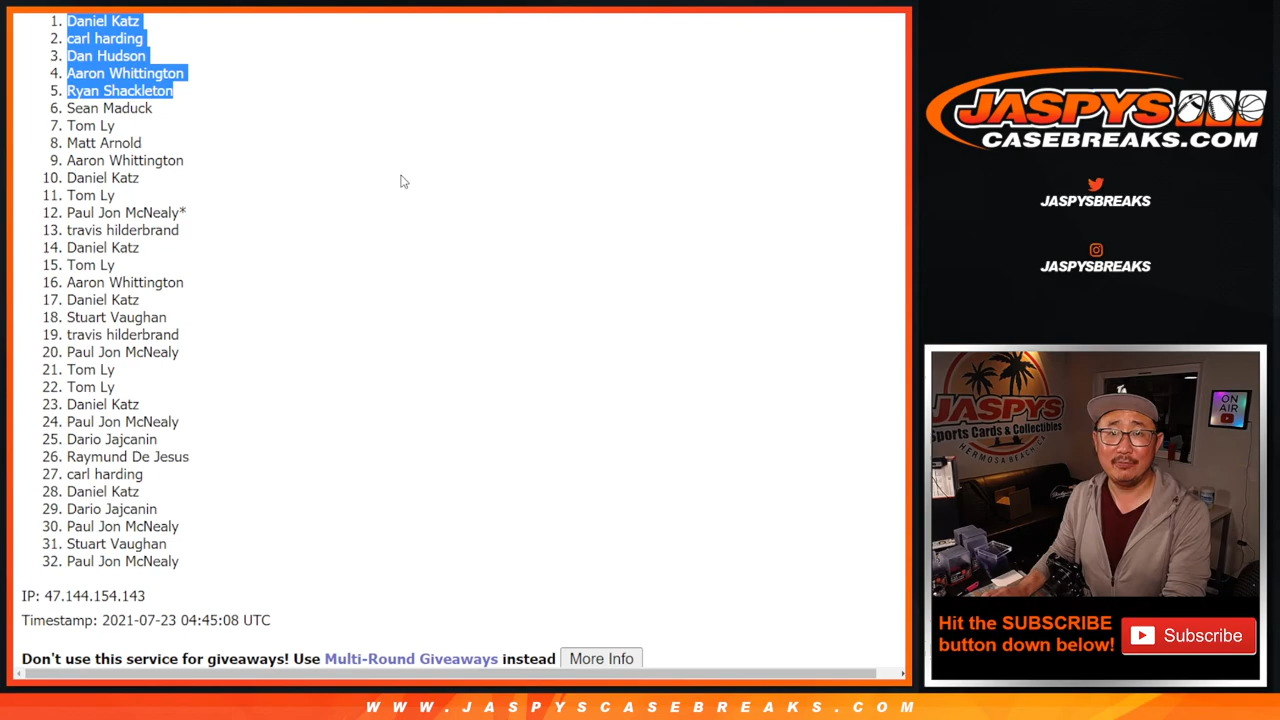 1. Daniel Katz
2. carl harding
3. Dan Hudson
4. Aaron Whittington
5. Ryan Shackleton
6. Sean Maduck
7. Tom Ly
8. Matt Arnold
9. Aaron Whittington
10. Daniel Katz
11. Tom Ly
12. Paul Jon McNealy*
13. travis hilderbrand
14. Daniel Katz
15. Tom Ly
16. Aaron Whittington
17. Daniel Katz
18. Stuart Vaughan
19. travis hilderbrand
20. Paul Jon McNealy
21. Tom Ly
22. Tom Ly
23. Daniel Katz
24. Paul Jon McNealy
25. Dario Jajcanin
26. Raymund De Jesus
27. carl harding
28. Daniel Katz
29. Dario Jajcanin
30. Paul Jon McNealy
31. Stuart Vaughan
32. Paul Jon McNealy
IP: 47.144.154.143
Timestamp: 2021-07-23 04:45:08 UTC
Don't use this service for giveaways! Use Multi-Round Giveaways instead More Info
JASPYS
CASEBREAKS.COM
JASPYSBREAKS
JASPYSBREAKS
JASPYS
Sports Cards & Collectibles
HERMOSA BEACH, CA
ON
AIR
Hit the SUBSCRIBE
button down below!
Subscribe
WWW.JASPYSCASEBREAKS.COM